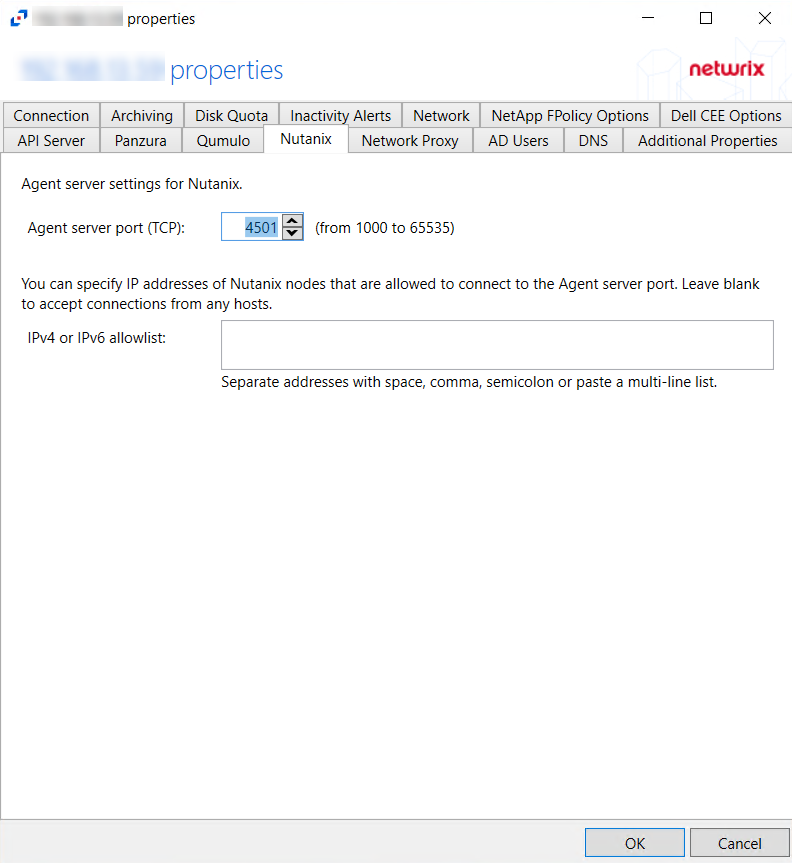 properties
properties
netwrix
Connection Archiving Disk Quota Inactivity Alerts Network NetApp FPolicy Options Dell CEE Options
API Server Panzura Qumulo Nutanix Network Proxy AD Users DNS Additional Properties
Agent server settings for Nutanix.
Agent server port (TCP): 4501 (from 1000 to 65535)
You can specify IP addresses of Nutanix nodes that are allowed to connect to the Agent server port. Leave blank
to accept connections from any hosts.
IPv4 or IPv6 allowlist:
Separate addresses with space, comma, semicolon or paste a multi-line list.
OK Cancel